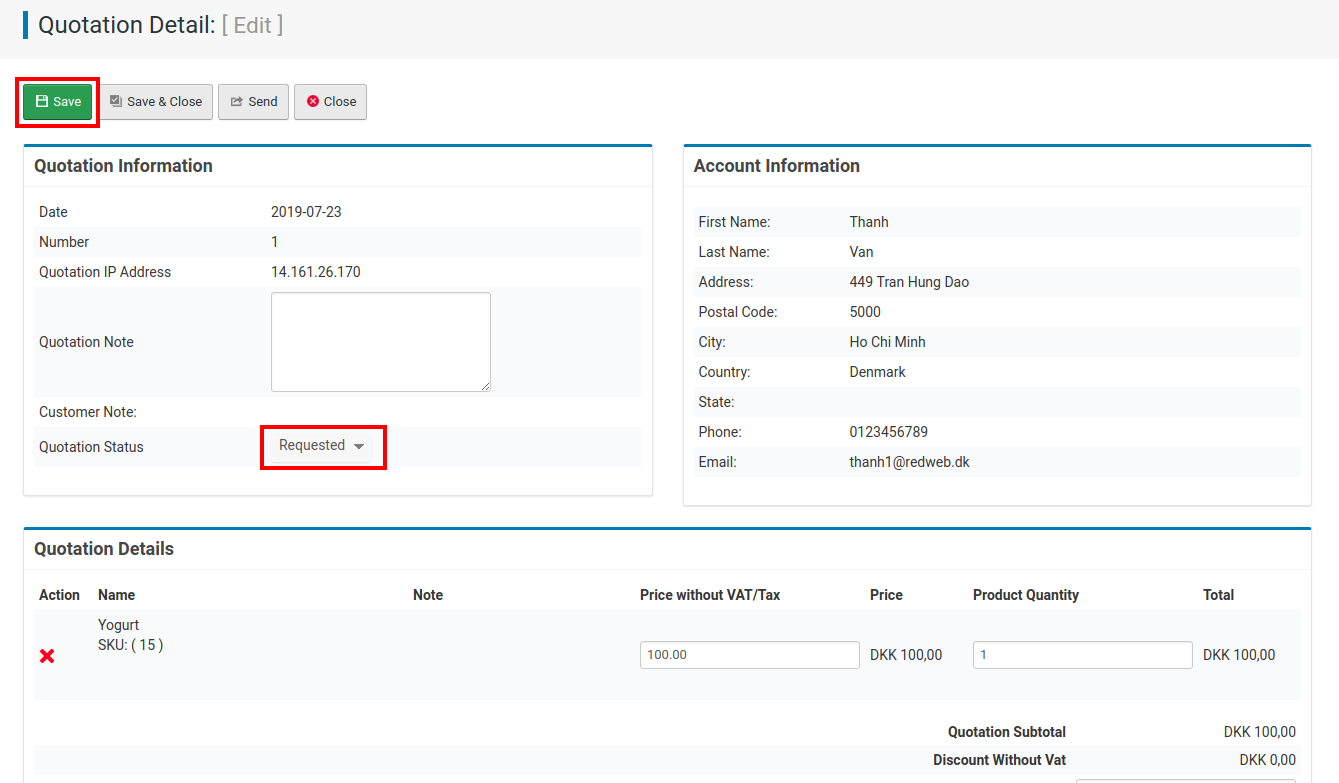 Quotation Detail: [ Edit ]
Save
Save & Close
Send
Close
Quotation Information
Date 2019-07-23
Number 1
Quotation IP Address 14.161.26.170
Quotation Note
Customer Note:
Quotation Status Requested
Account Information
First Name: Thanh
Last Name: Van
Address: 449 Tran Hung Dao
Postal Code: 5000
City: Ho Chi Minh
Country: Denmark
State:
Phone: 0123456789
Email: thanh1@redweb.dk
Quotation Details
Action Name Note Price without VAT/Tax Price Product Quantity Total
Yogurt
SKU: ( 15 )
100.00 DKK 100,00 1 DKK 100,00
Quotation Subtotal DKK 100,00
Discount Without Vat DKK 0,00